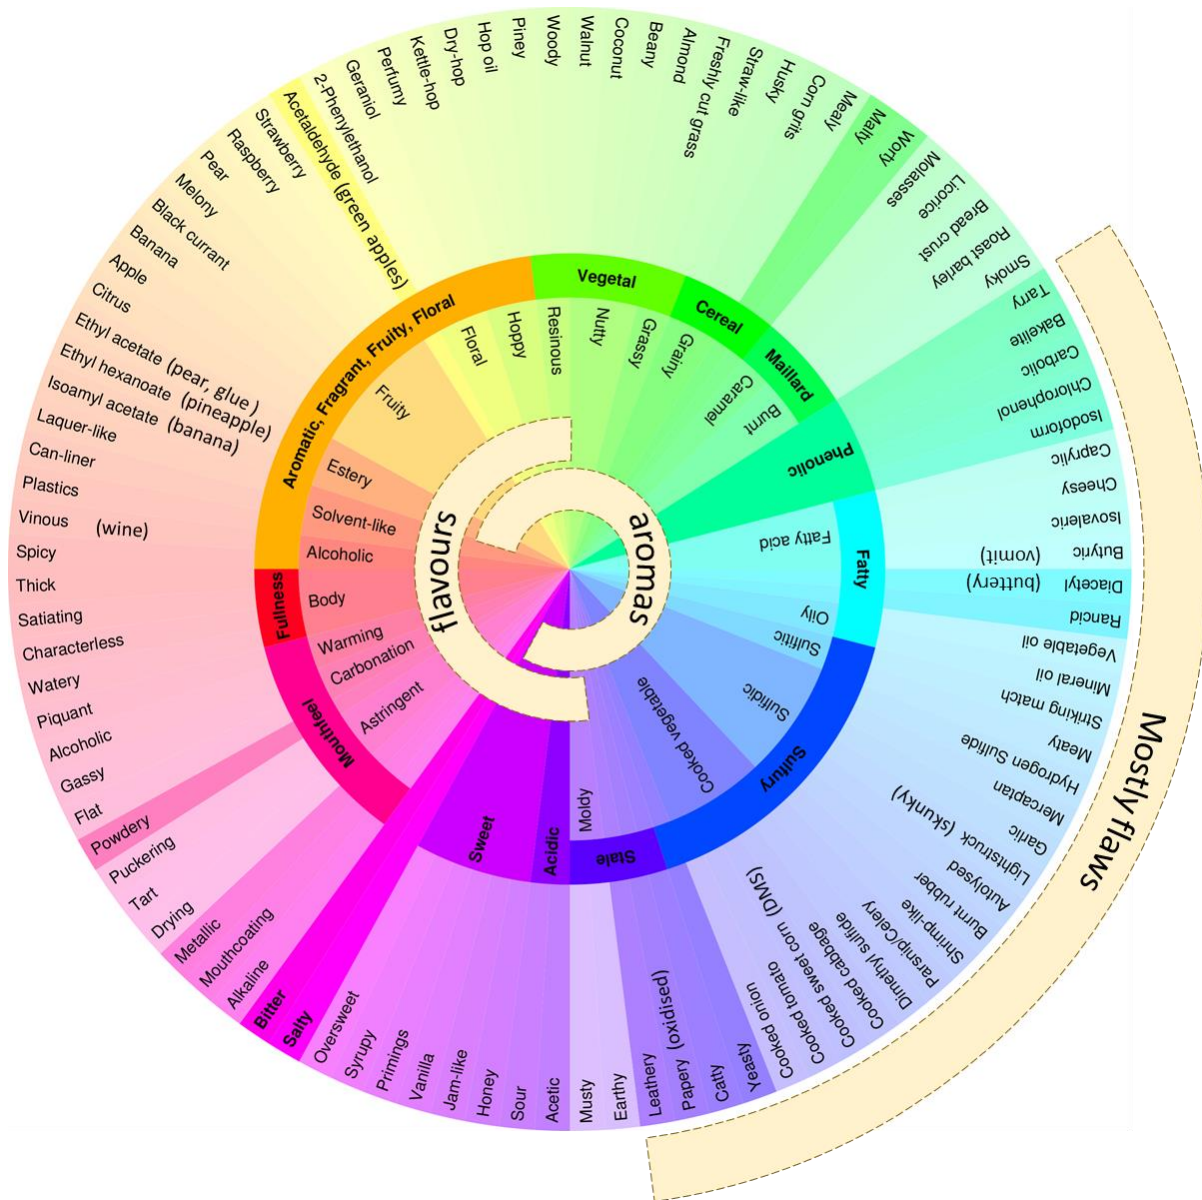 Woody
Walnut
Coconut
Beany
Almond
Freshly cut grass
Straw-like
Husky
Corn grits
Mealy
Malty
Worty
Molasses
Licorice
Bread crust
Roast barley
Smoky
Tarry
Bakelite
Carbolic
Chlorophenol
Isodoform
Caprylic
Cheesy
Isovaleric
Butyric (vomit)
Diacetyl (buttery)
Rancid
Vegetable oil
Mineral oil
Striking match
Meaty
Hydrogen Sulfide
Mercaptan
Garlic
Lightstruck (skunky)
Autolysed
Burnt rubber
Shrimp-like
Parsnip/Celery
Dimethyl sulfide
Cooked cabbage
Cooked sweet corn (DMS)
Cooked tomato
Cooked onion
Yeasty
Catty
Papery (oxidised)
Leathery
Earthy
Musty
Acetic
Sour
Honey
Jam-like
Vanilla
Primings
Syrupy
Oversweet
Salty
Bitter
Alkaline
Mouthcoating
Metallic
Drying
Tart
Puckering
Powdery
Flat
Gassy
Alcoholic
Piquant
Watery
Characterless
Satiating
Thick
Spicy
Vinous (wine)
Plastics
Can-liner
Laquer-like
Isoamyl acetate (banana)
Ethyl hexanoate (pineapple)
Ethyl acetate (pear, glue)
Citrus
Apple
Banana
Black currant
Melony
Pear
Raspberry
Strawberry
Acetaldehyde (green apples)
2-Phenylethanol
Geraniol
Perfumy
Kettle-hop
Dry-hop
Hop oil
Piney
Aromatic, Fragrant, Fruity, Floral
Vegetal
Cereal
Maillard
Phenolic
Fatty
Sulfury
Stale
Acidic
Sweet
Mouthfeel
Fullness
Resinous
Nutty
Grassy
Grainy
Caramel
Burnt
Fatty acid
Oily
Sulfitic
Sulfidic
Cooked vegetable
Moldy
Astringent
Carbonation
Warming
Body
Alcoholic
Solvent-like
Estery
Fruity
Floral
Hoppy
flavours
aromas
Mostly flaws